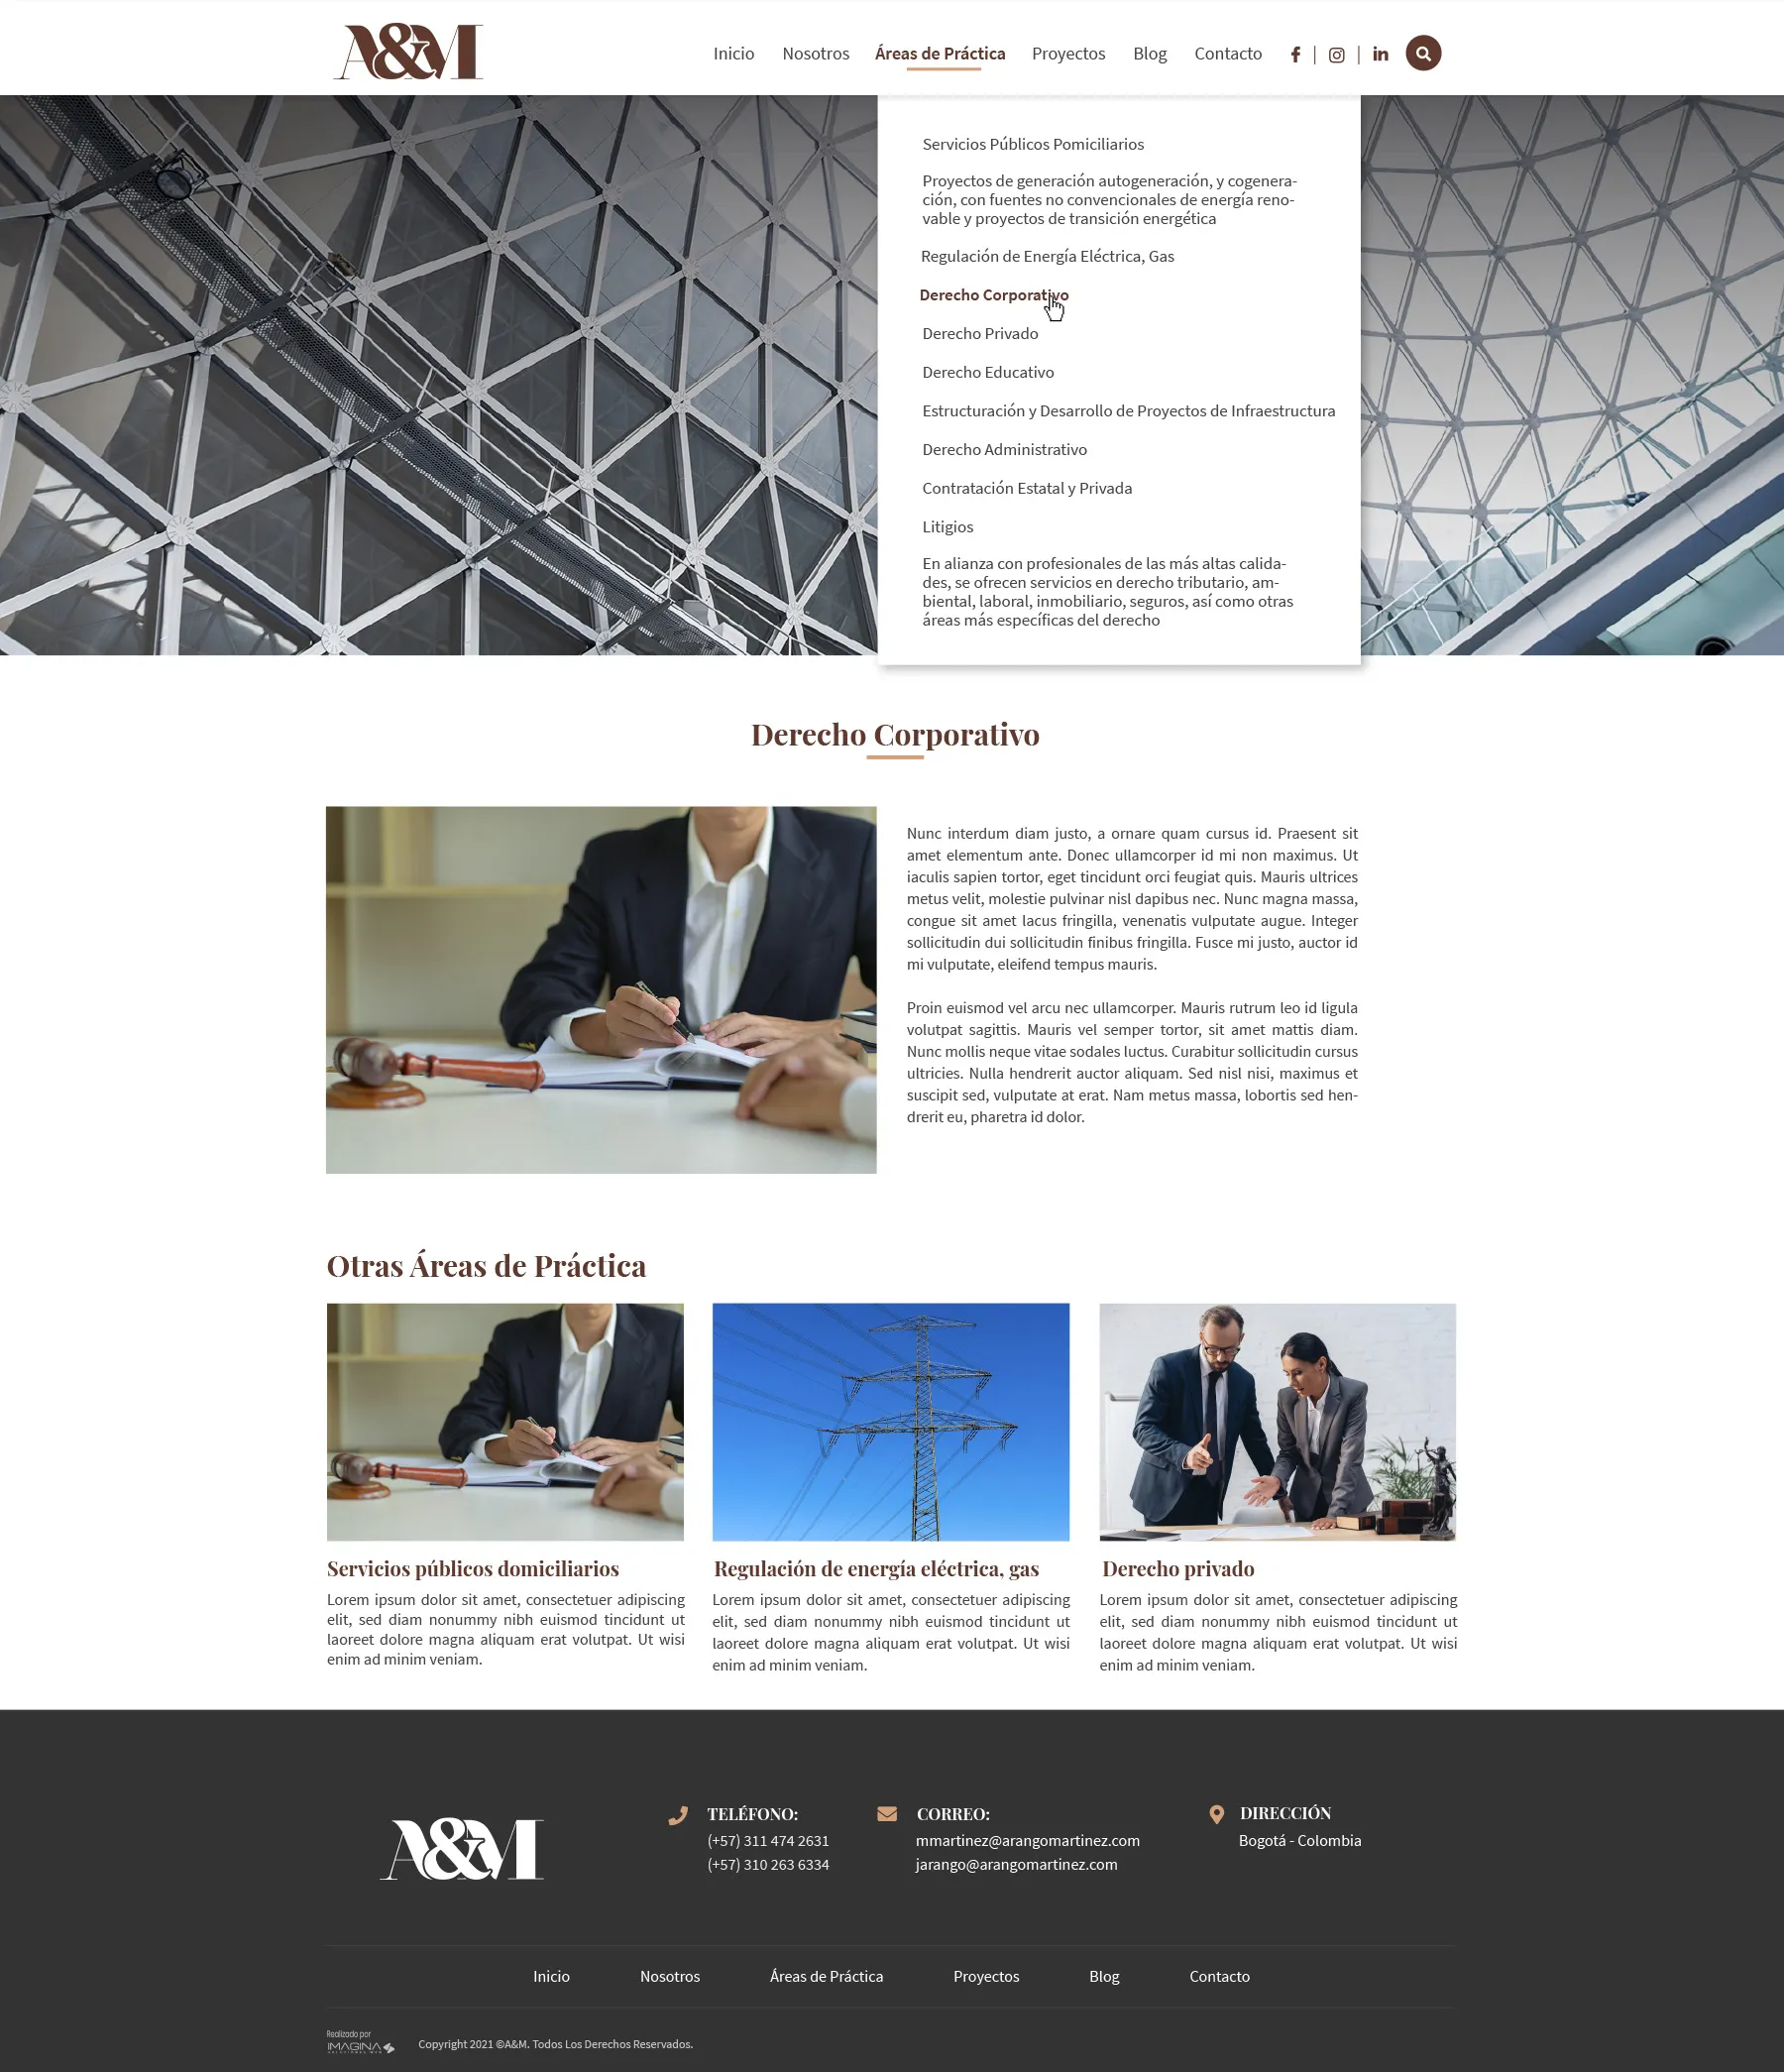 A&M
Inicio Nosotros Áreas de Práctica Proyectos Blog Contacto
Servicios Públicos Pomiciliarios
Proyectos de generación autogeneración, y cogenera-
ción, con fuentes no convencionales de energía reno-
vable y proyectos de transición energética
Regulación de Energía Eléctrica, Gas
Derecho Corporativo
Derecho Privado
Derecho Educativo
Estructuración y Desarrollo de Proyectos de Infraestructura
Derecho Administrativo
Contratación Estatal y Privada
Litigios
En alianza con profesionales de las más altas calida-
des, se ofrecen servicios en derecho tributario, am-
biental, laboral, inmobiliario, seguros, así como otras
áreas más específicas del derecho
Derecho Corporativo
Nunc interdum diam justo, a ornare quam cursus id. Praesent sit
amet elementum ante. Donec ullamcorper id mi non maximus. Ut
iaculis sapien tortor, eget tincidunt orci feugiat quis. Mauris ultrices
metus velit, molestie pulvinar nisl dapibus nec. Nunc magna massa,
congue sit amet lacus fringilla, venenatis vulputate augue. Integer
sollicitudin dui sollicitudin finibus fringilla. Fusce mi justo, auctor id
mi vulputate, eleifend tempus mauris.
Proin euismod vel arcu nec ullamcorper. Mauris rutrum leo id ligula
volutpat sagittis. Mauris vel semper tortor, sit amet mattis diam.
Nunc mollis neque vitae sodales luctus. Curabitur sollicitudin cursus
ultricies. Nulla hendrerit auctor aliquam. Sed nisl nisi, maximus et
suscipit sed, vulputate at erat. Nam metus massa, lobortis sed hen-
drerit eu, pharetra id dolor.
Otras Áreas de Práctica
Servicios públicos domiciliarios
Lorem ipsum dolor sit amet, consectetuer adipiscing
elit, sed diam nonummy nibh euismod tincidunt ut
laoreet dolore magna aliquam erat volutpat. Ut wisi
enim ad minim veniam.
Regulación de energía eléctrica, gas
Lorem ipsum dolor sit amet, consectetuer adipiscing
elit, sed diam nonummy nibh euismod tincidunt ut
laoreet dolore magna aliquam erat volutpat. Ut wisi
enim ad minim veniam.
Derecho privado
Lorem ipsum dolor sit amet, consectetuer adipiscing
elit, sed diam nonummy nibh euismod tincidunt ut
laoreet dolore magna aliquam erat volutpat. Ut wisi
enim ad minim veniam.
A&M
TELÉFONO:
(+57) 311 474 2631
(+57) 310 263 6334
CORREO:
mmartinez@arangomartinez.com
jarango@arangomartinez.com
DIRECCIÓN
Bogotá - Colombia
Inicio Nosotros Áreas de Práctica Proyectos Blog Contacto
Realizado por
IMAGINA
SOLUCIONES WEB
Copyright 2021 ©A&M. Todos Los Derechos Reservados.